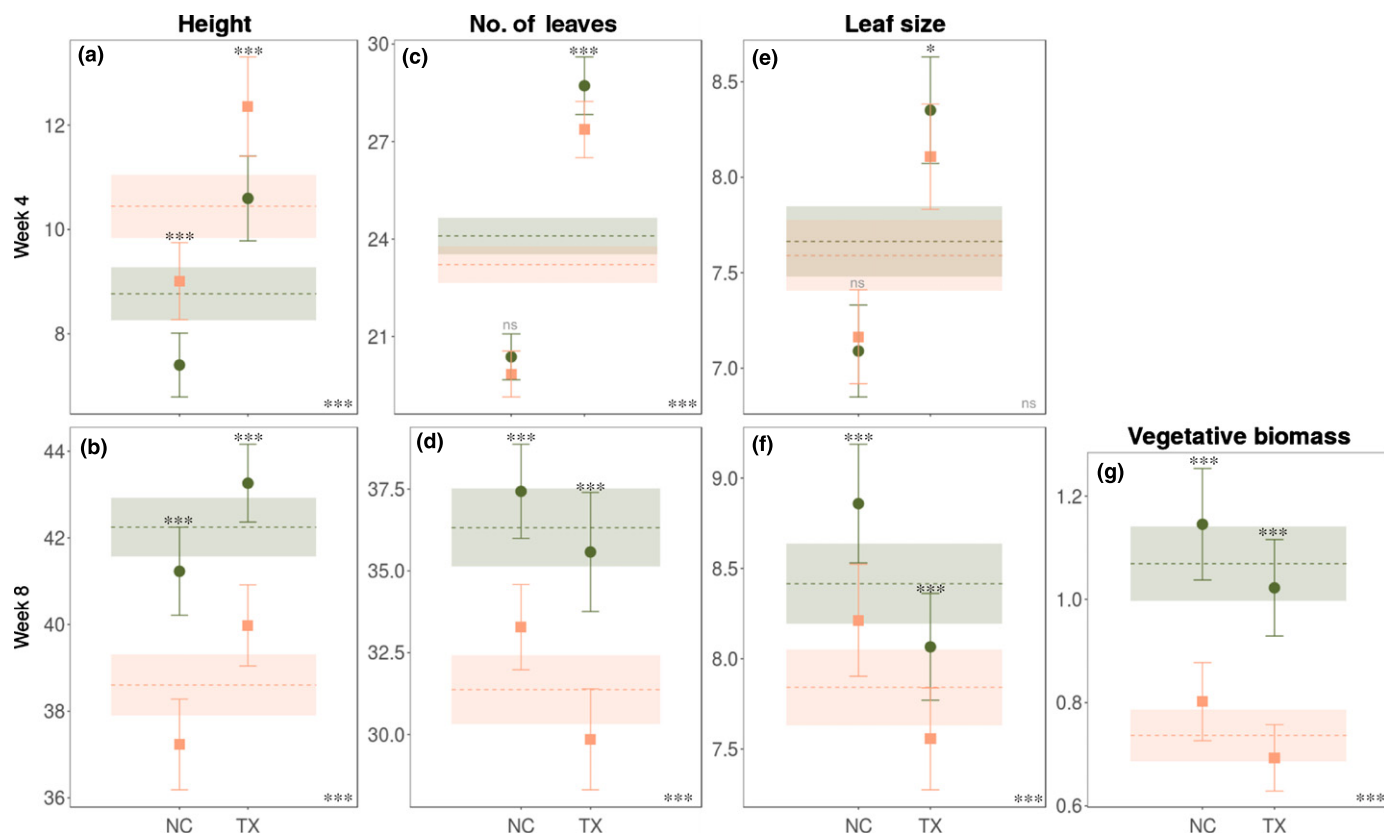 Height No. of leaves Leaf size
(a) *** (c) *** (e) *
30
8.5
12
27
8.0
Week 4
10
***
24
7.5
ns
8
ns
21
7.0
*** *** ns
(b) *** (d) *** (f) *** Vegetative biomass
44
(g) ***
9.0
37.5 ***
1.2
42 ***
***
35.0
8.5
***
1.0
Week 8
40
32.5
8.0
38
0.8
30.0
7.5
36 *** *** *** 0.6 ***
NC TX NC TX NC TX NC TX